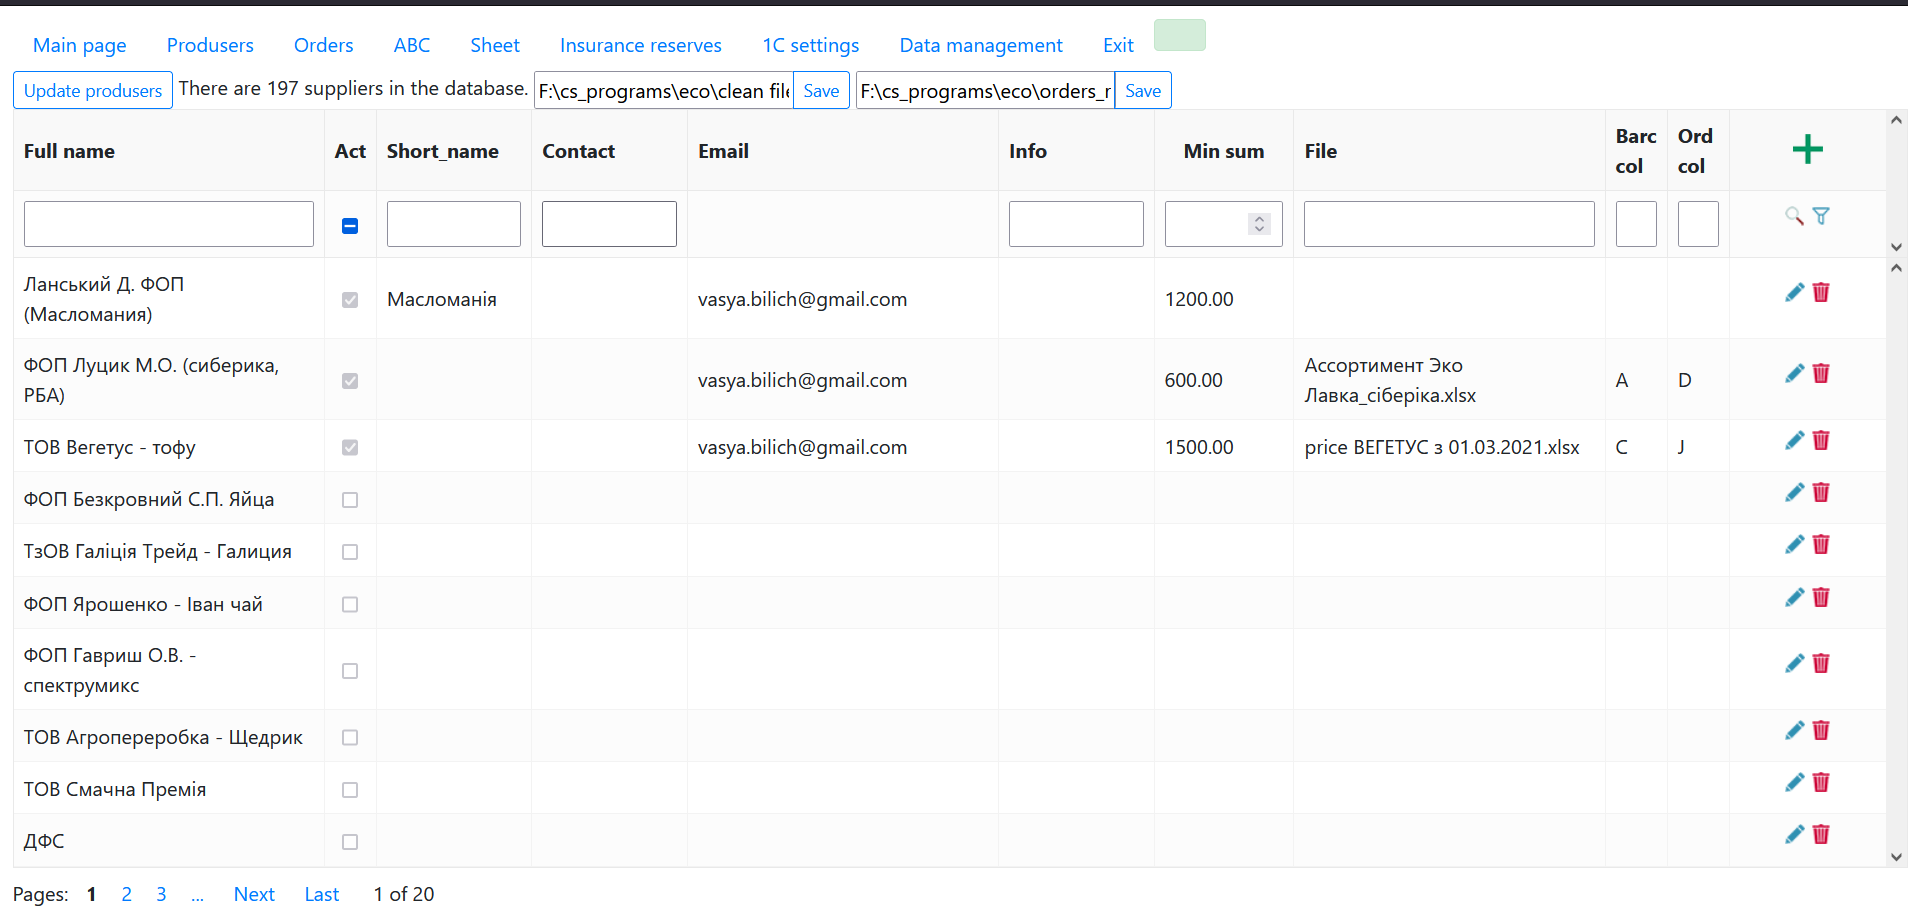 Main page Produsers Orders ABC Sheet Insurance reserves 1C settings Data management Exit
Update produsers There are 197 suppliers in the database. F:\cs_programs\eco\clean file Save F:\cs_programs\eco\orders_r Save
Full name Act Short_name Contact Email Info Min sum File Barc col Ord col
Ланський Д. ФОП (Масломания) Масломанія vasya.bilich@gmail.com 1200.00
ФОП Луцик М.О. (сиберика, РБА) vasya.bilich@gmail.com 600.00 Ассортимент Эко Лавка_сіберіка.xlsx A D
ТОВ Вегетус - тофу vasya.bilich@gmail.com 1500.00 price ВЕГЕТУС з 01.03.2021.xlsx C J
ФОП Безкровний С.П. Яйца
ТзОВ Галіція Трейд - Галиция
ФОП Ярошенко - Іван чай
ФОП Гавриш О.В. - спектрумикс
ТОВ Агропереробка - Щедрик
ТОВ Смачна Премія
ДФС
Pages: 1 2 3 ... Next Last 1 of 20